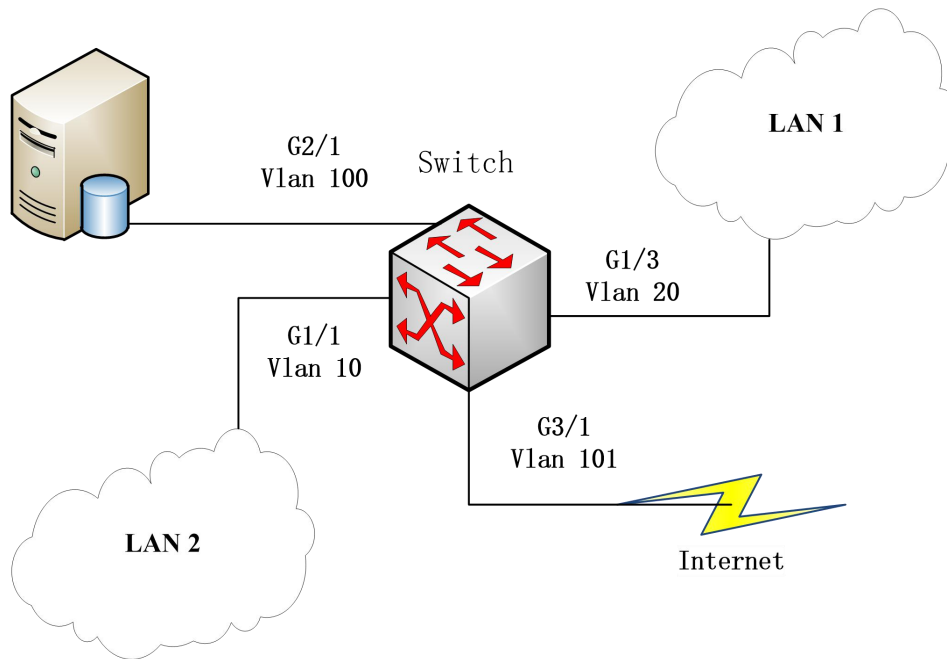 LAN 1
G2/1
Vlan 100
Switch
G1/3
Vlan 20
G1/1
Vlan 10
G3/1
Vlan 101
LAN 2
Internet